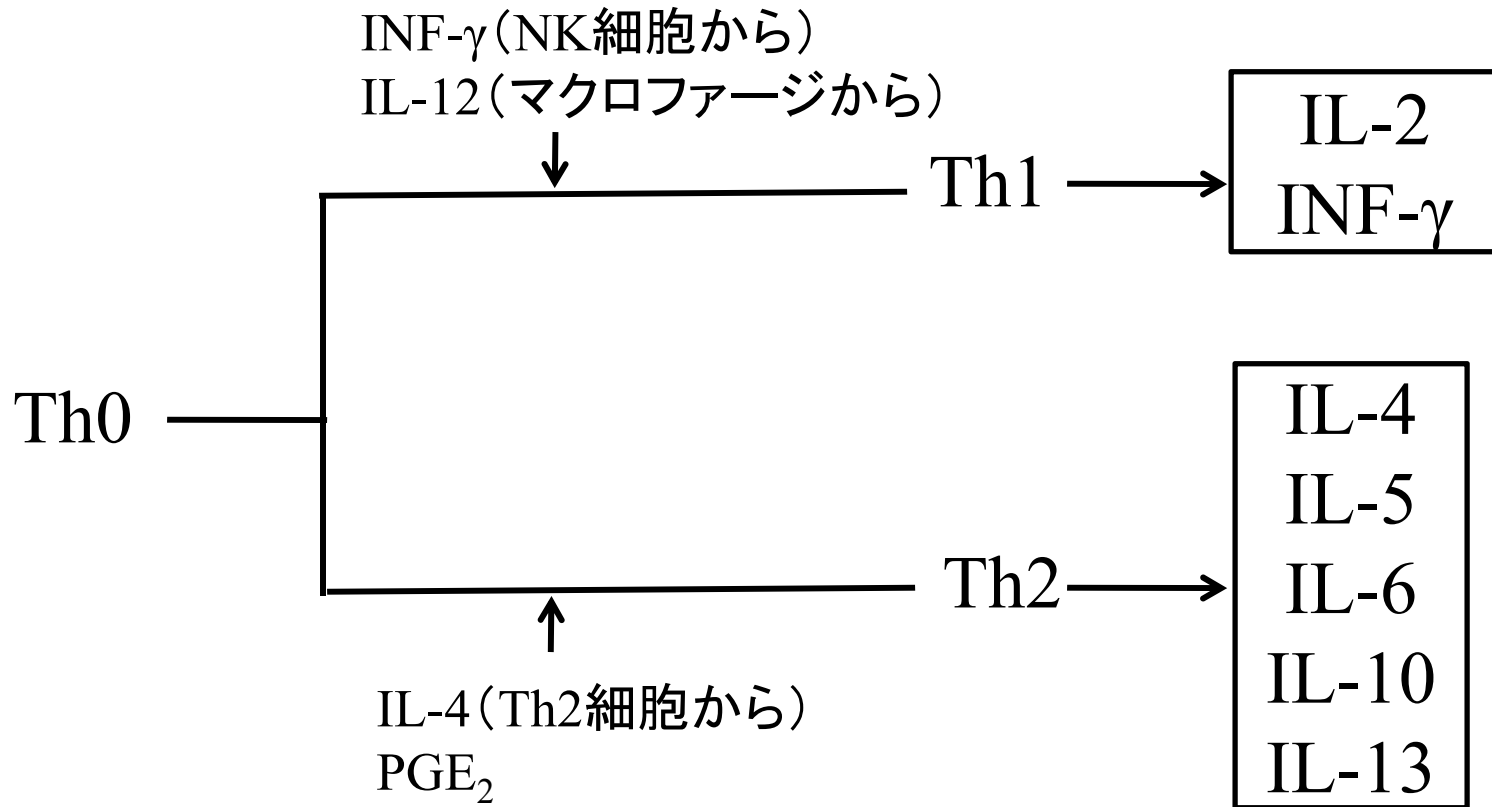 INF-γ(NK細胞から)
IL-12(マクロファージから)
Th1
IL-2
INF-γ
Th0
Th2
IL-4
IL-5
IL-6
IL-10
IL-13
IL-4(Th2細胞から)
PGE₂